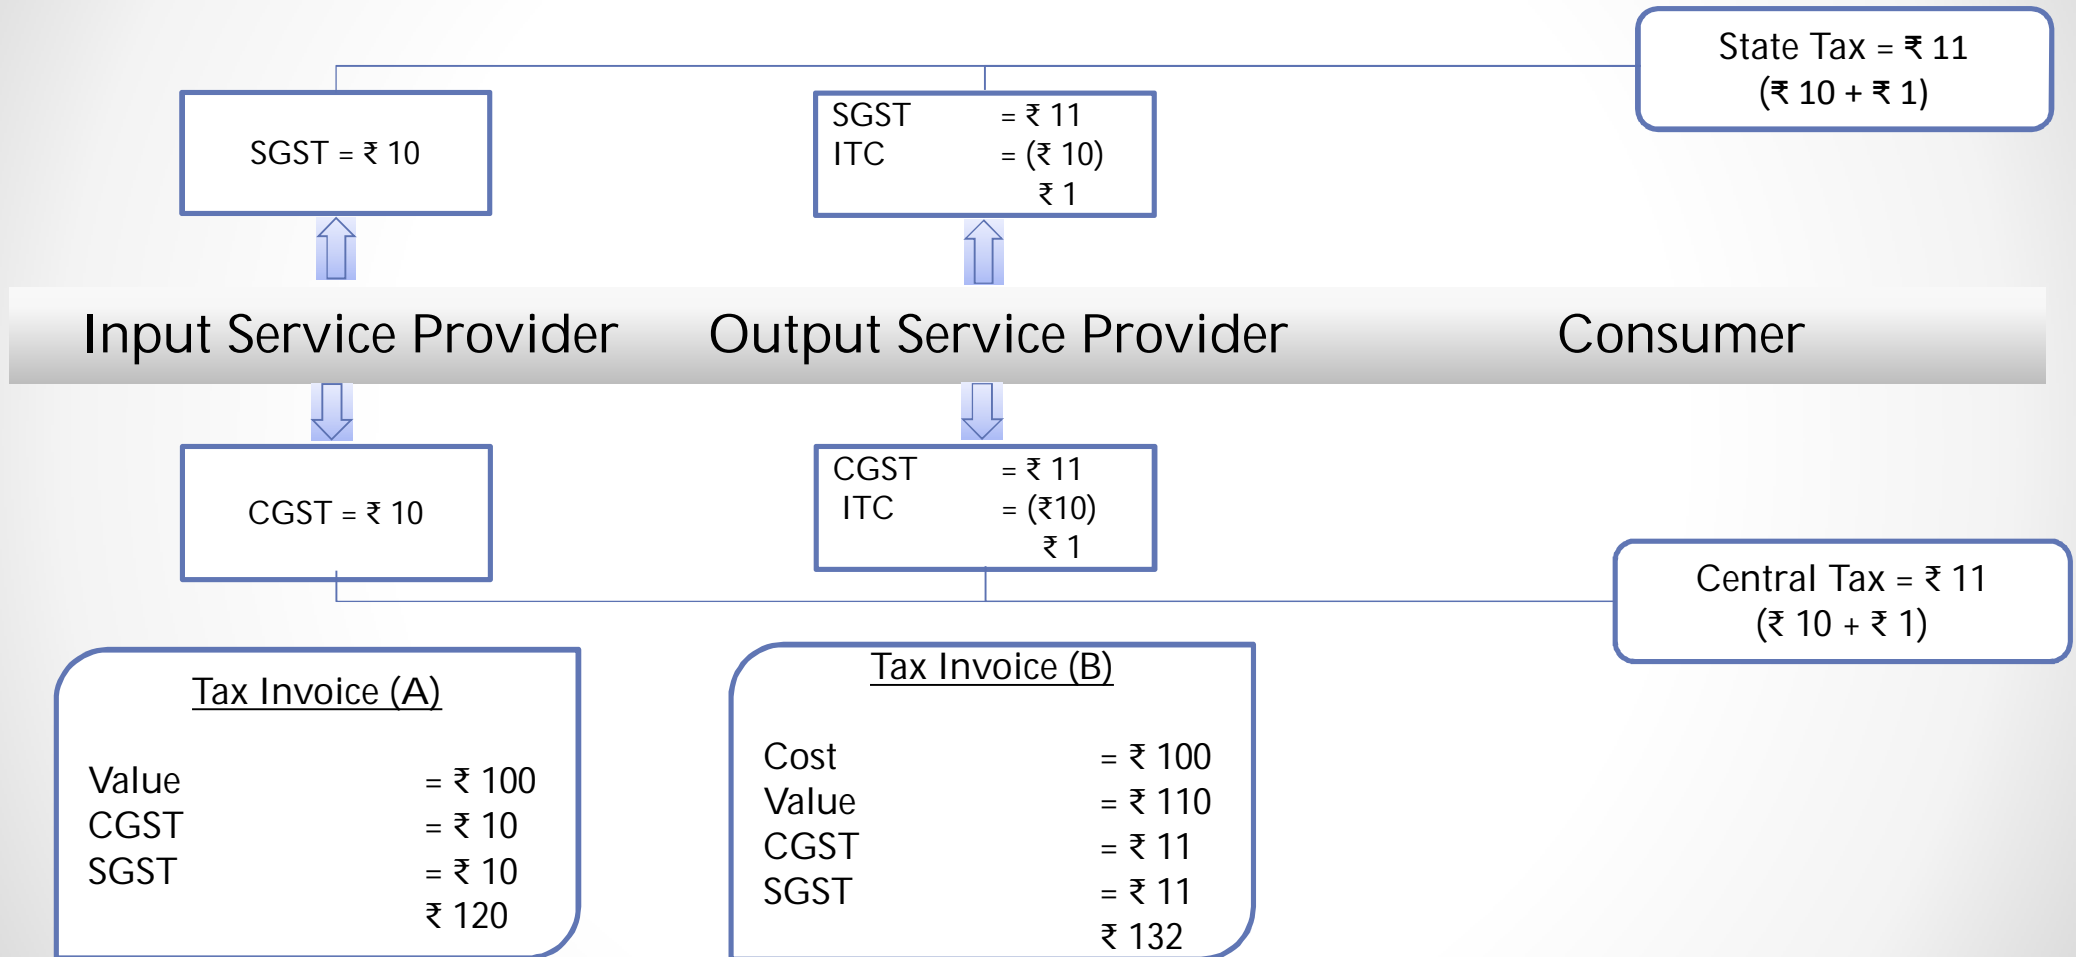 State Tax = ₹ 11
(₹ 10 + ₹ 1)
SGST = ₹ 10
SGST = ₹ 11
ITC = (₹ 10)
₹ 1
Input Service Provider Output Service Provider Consumer
CGST = ₹ 10
CGST = ₹ 11
ITC = (₹10)
₹ 1
Central Tax = ₹ 11
(₹ 10 + ₹ 1)
Tax Invoice (A)
Value = ₹ 100
CGST = ₹ 10
SGST = ₹ 10
₹ 120
Tax Invoice (B)
Cost = ₹ 100
Value = ₹ 110
CGST = ₹ 11
SGST = ₹ 11
₹ 132